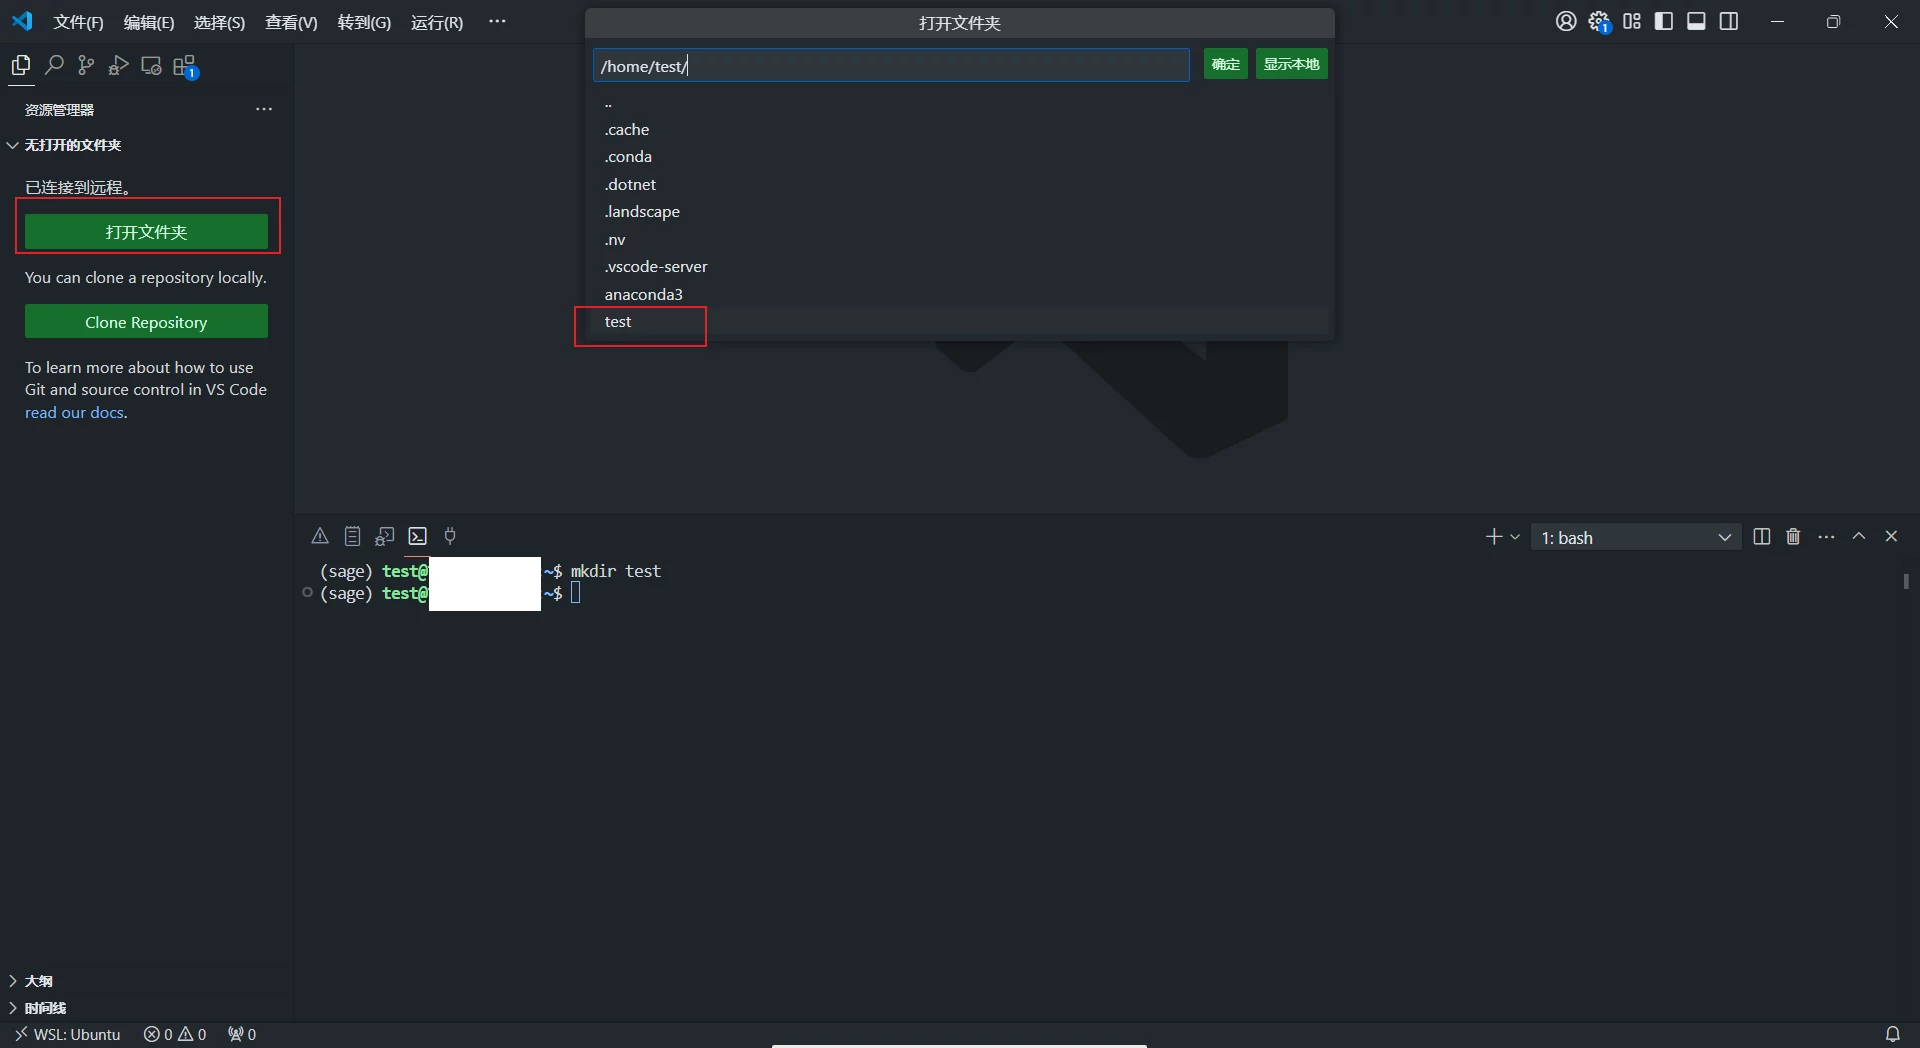 文件(F) 编辑(E) 选择(S) 查看(V) 转到(G) 运行(R) ···
打开文件夹
1
/home/test/
确定 显示本地
1
资源管理器 ···
无打开的文件夹
已连接到远程。
打开文件夹
You can clone a repository locally.
Clone Repository
To learn more about how to use
Git and source control in VS Code
read our docs.
..
.cache
.conda
.dotnet
.landscape
.nv
.vscode-server
anaconda3
test
1: bash
(sage) test@ :~$ mkdir test
(sage) test@ :~$
大纲
时间线
WSL: Ubuntu 0 0 0